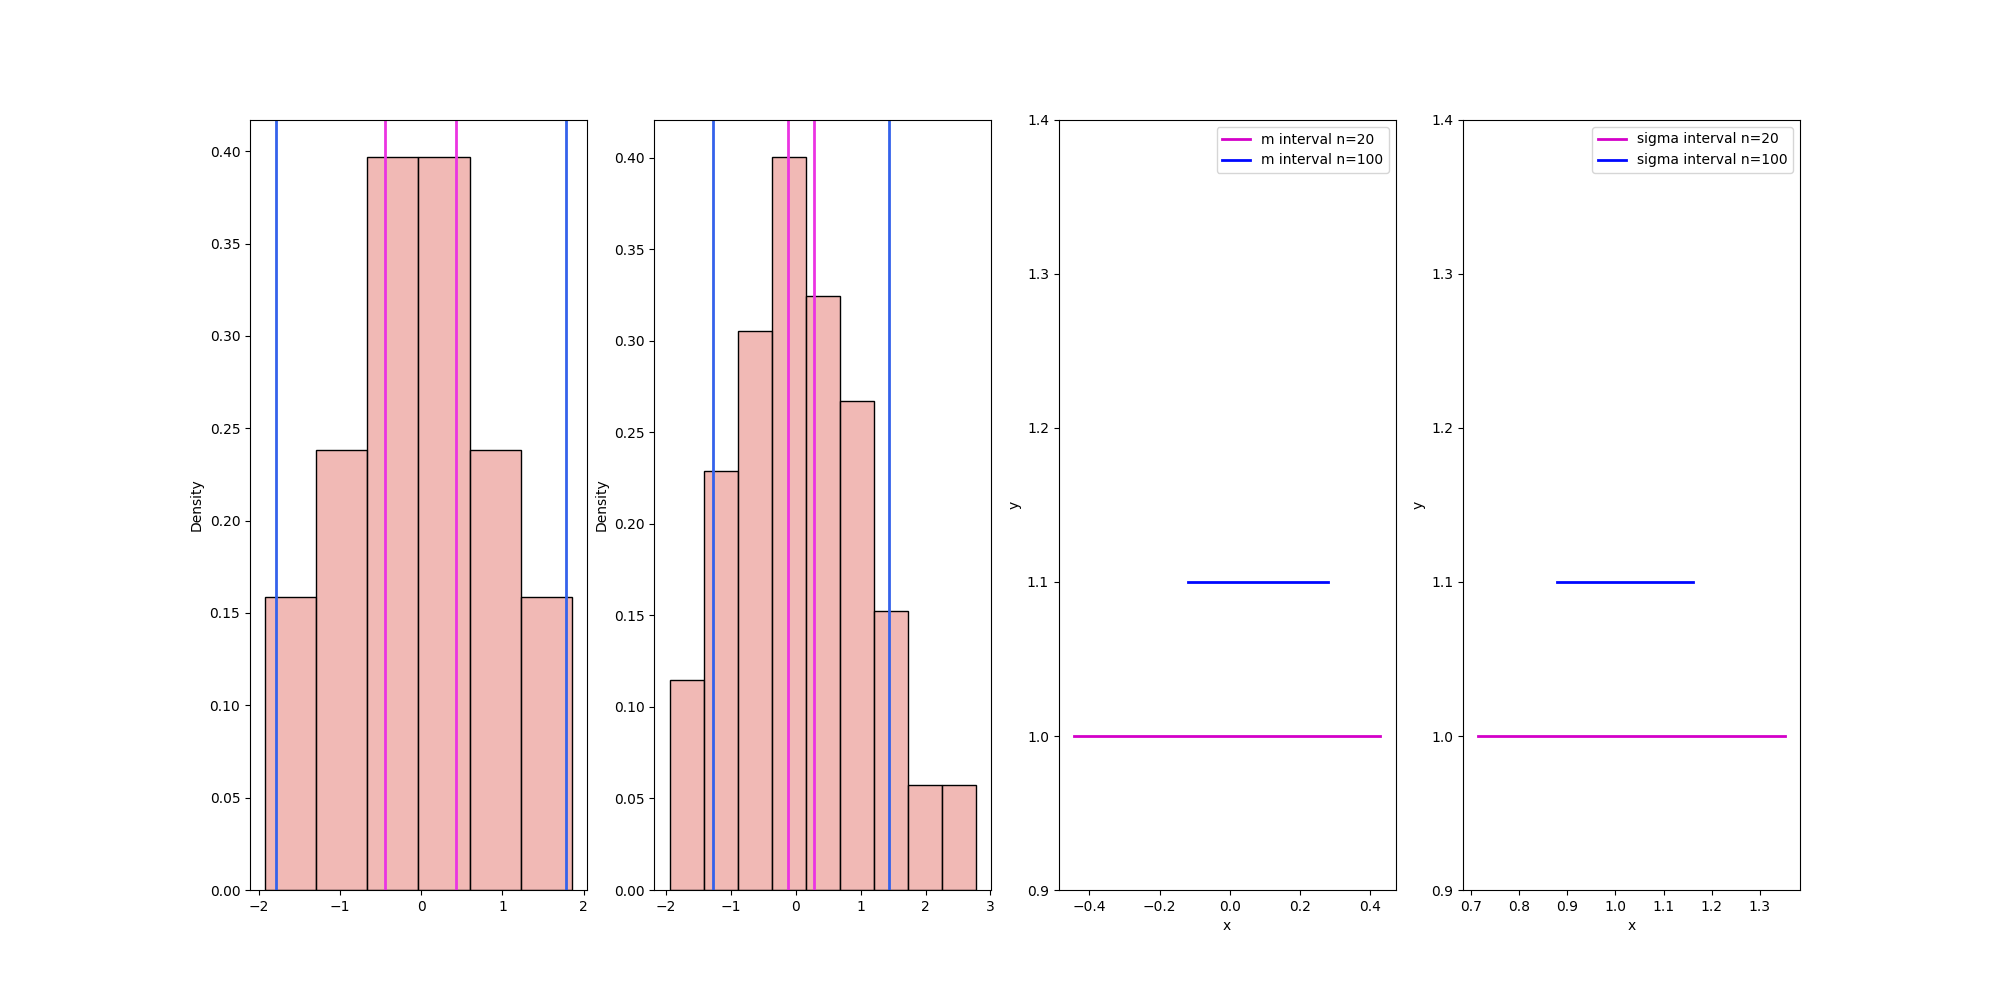 0.40
0.35
0.30
0.25
0.20
0.15
0.10
0.05
0.00
Density
−2 −1 0 1 2
0.40
0.35
0.30
0.25
0.20
0.15
0.10
0.05
0.00
Density
−2 −1 0 1 2 3
m interval n=20
m interval n=100
1.4
1.3
1.2
1.1
1.0
0.9
y
−0.4 −0.2 0.0 0.2 0.4
x
sigma interval n=20
sigma interval n=100
1.4
1.3
1.2
1.1
1.0
0.9
y
0.7 0.8 0.9 1.0 1.1 1.2 1.3
x